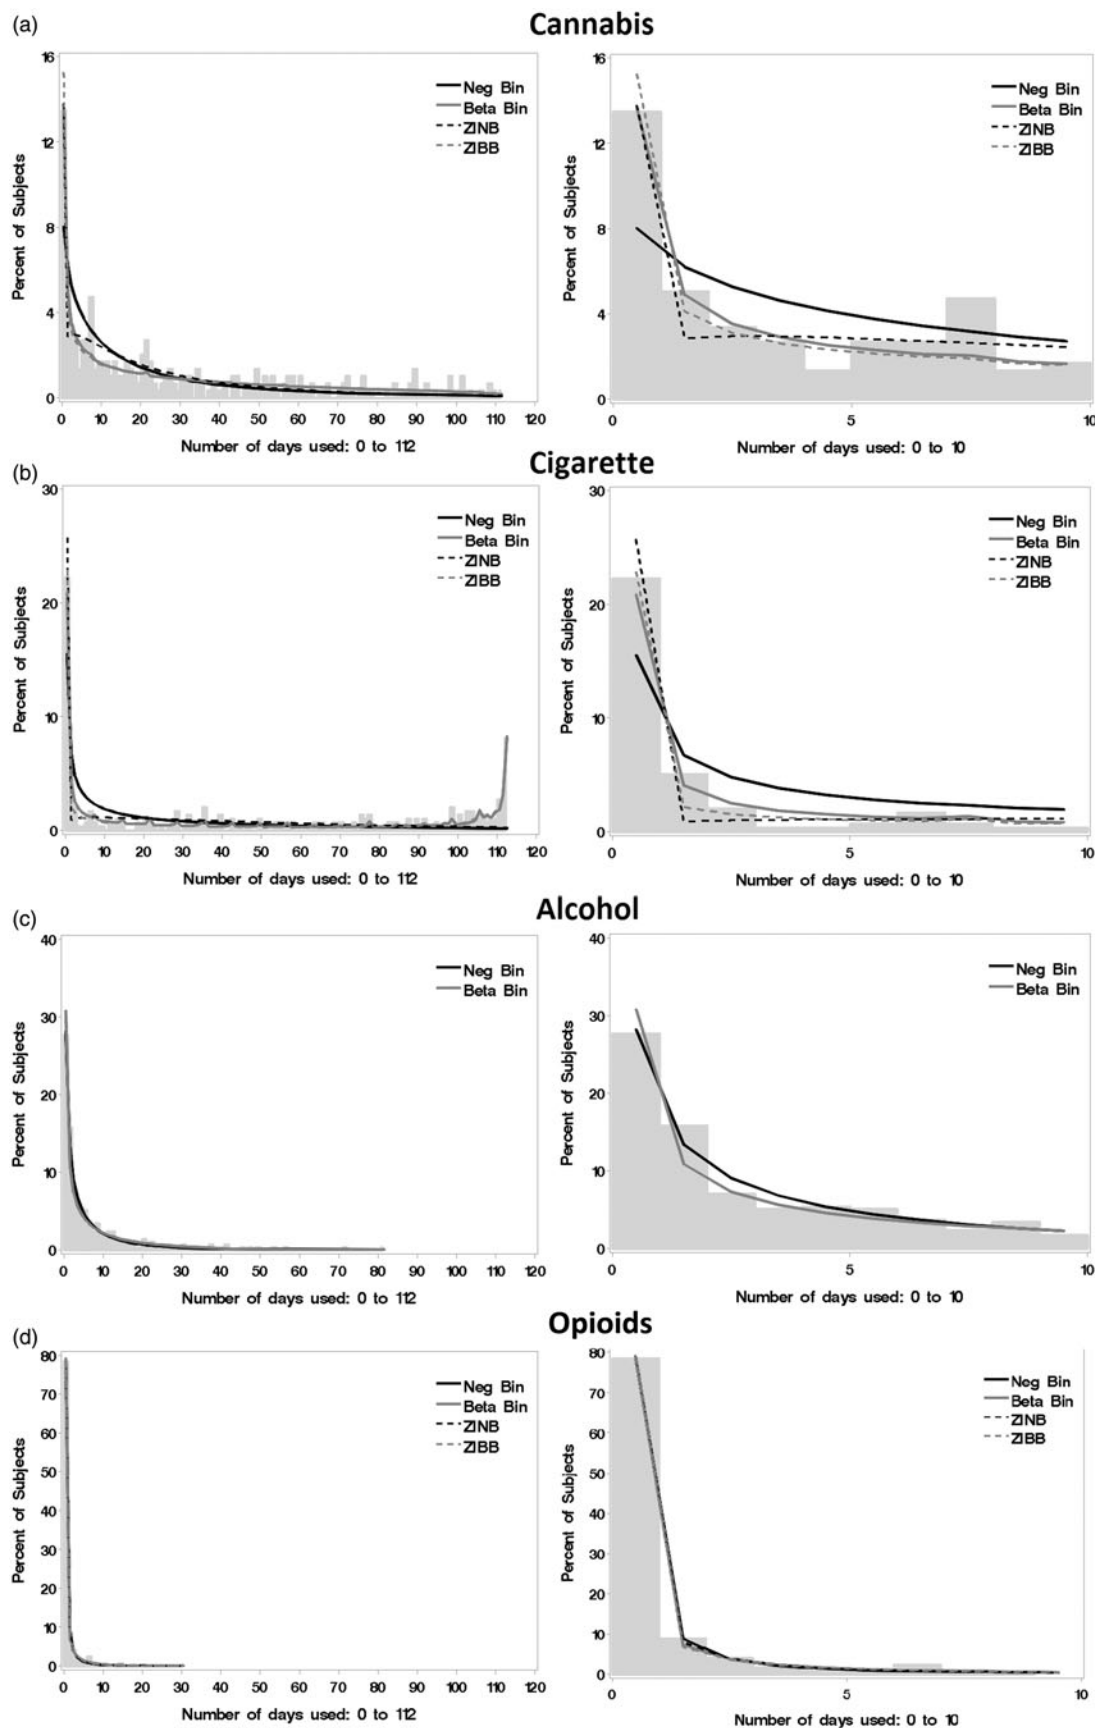 (a)
Cannabis
16
12
8
4
0
Percent of Subjects
Neg Bin
Beta Bin
ZINB
ZIBB
0 10 20 30 40 50 60 70 80 90 100 110 120
Number of days used: 0 to 112
16
12
8
4
0
Percent of Subjects
Neg Bin
Beta Bin
ZINB
ZIBB
0 5 10
Number of days used: 0 to 10
(b)
Cigarette
30
20
10
0
Percent of Subjects
Neg Bin
Beta Bin
ZINB
ZIBB
0 10 20 30 40 50 60 70 80 90 100 110 120
Number of days used: 0 to 112
30
20
10
0
Percent of Subjects
Neg Bin
Beta Bin
ZINB
ZIBB
0 5 10
Number of days used: 0 to 10
(c)
Alcohol
40
30
20
10
0
Percent of Subjects
Neg Bin
Beta Bin
0 10 20 30 40 50 60 70 80 90 100 110 120
Number of days used: 0 to 112
40
30
20
10
0
Percent of Subjects
Neg Bin
Beta Bin
0 5 10
Number of days used: 0 to 10
(d)
Opioids
80
70
60
50
40
30
20
10
0
Percent of Subjects
Neg Bin
Beta Bin
ZINB
ZIBB
0 10 20 30 40 50 60 70 80 90 100 110 120
Number of days used: 0 to 112
80
70
60
50
40
30
20
10
0
Percent of Subjects
Neg Bin
Beta Bin
ZINB
ZIBB
0 5 10
Number of days used: 0 to 10